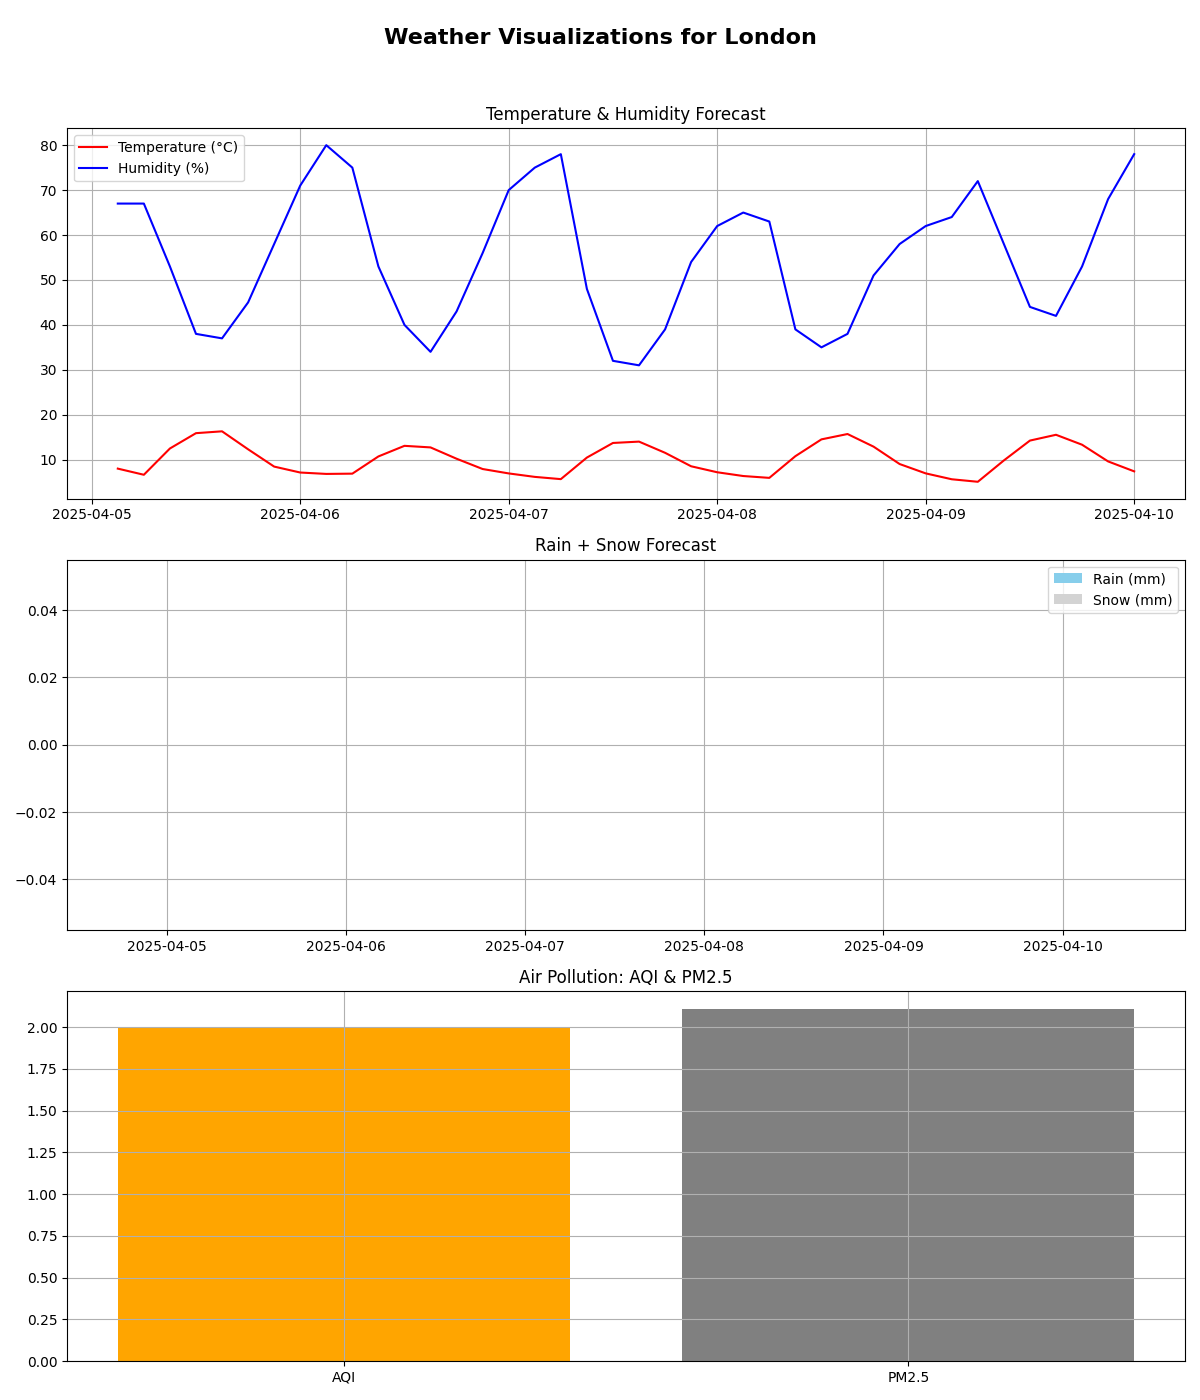 Weather Visualizations for London
Temperature & Humidity Forecast
Temperature (°C)
Humidity (%)
80
70
60
50
40
30
20
10
2025-04-05 2025-04-06 2025-04-07 2025-04-08 2025-04-09 2025-04-10
Rain + Snow Forecast
Rain (mm)
Snow (mm)
0.04
0.02
0.00
−0.02
−0.04
2025-04-05 2025-04-06 2025-04-07 2025-04-08 2025-04-09 2025-04-10
Air Pollution: AQI & PM2.5
2.00
1.75
1.50
1.25
1.00
0.75
0.50
0.25
0.00
AQI PM2.5